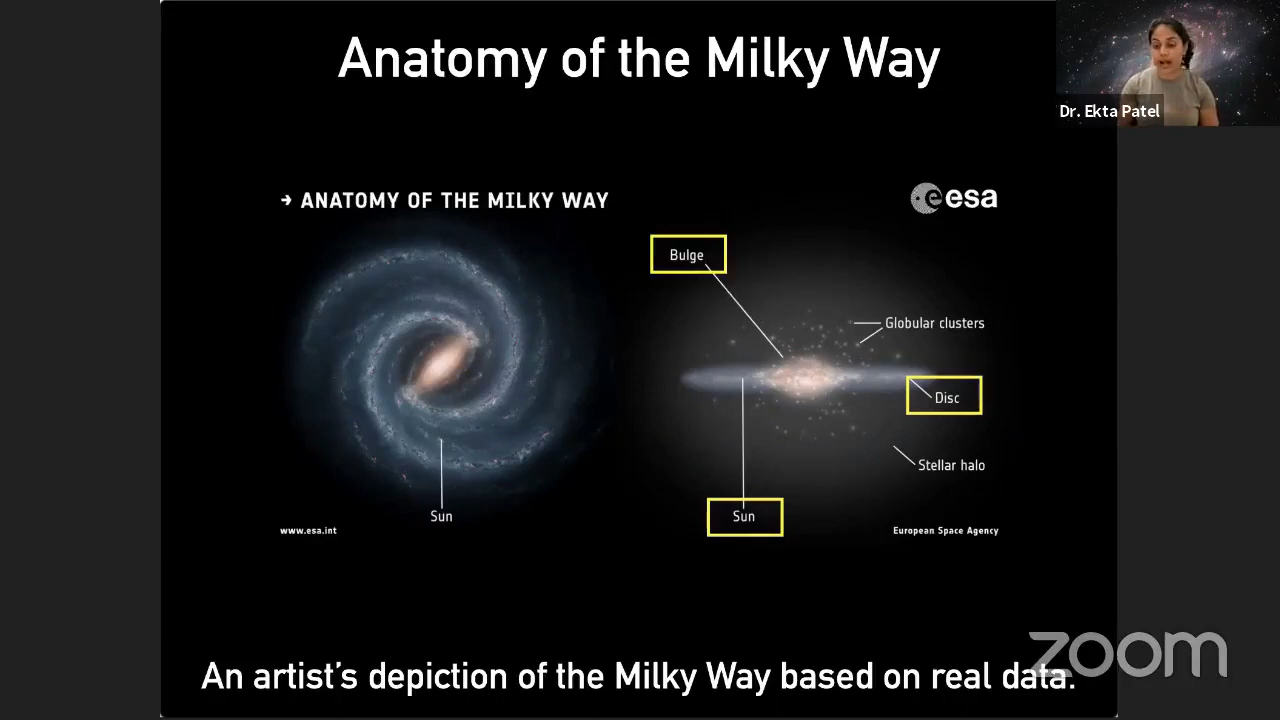 Anatomy of the Milky Way
Dr. Ekta Patel
→ ANATOMY OF THE MILKY WAY
esa
Bulge
Globular clusters
Disc
Stellar halo
Sun
Sun
www.esa.int
European Space Agency
zoom
An artist's depiction of the Milky Way based on real data.